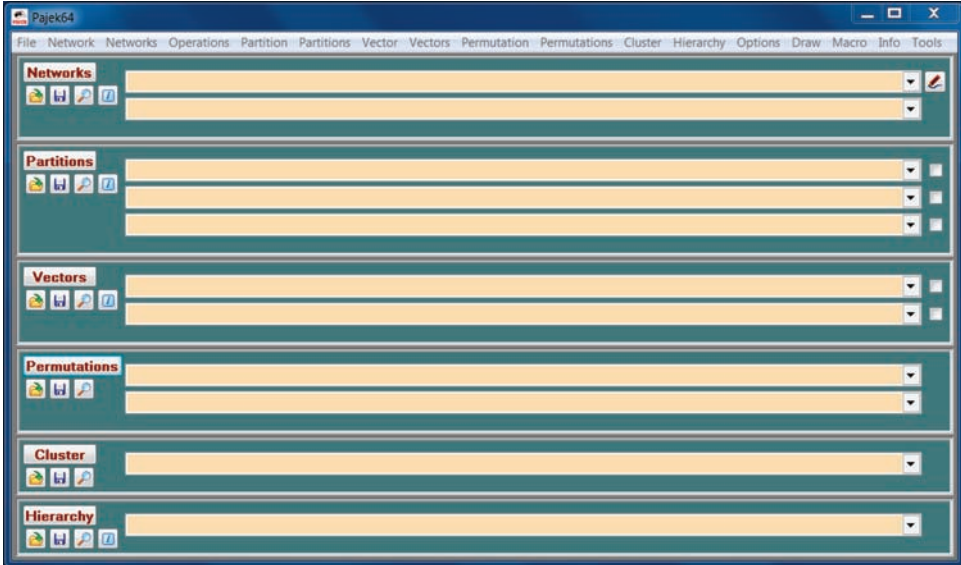 Pajek64
File Network Networks Operations Partition Partitions Vector Vectors Permutation Permutations Cluster Hierarchy Options Draw Macro Info Tools
Networks
Partitions
Vectors
Permutations
Cluster
Hierarchy